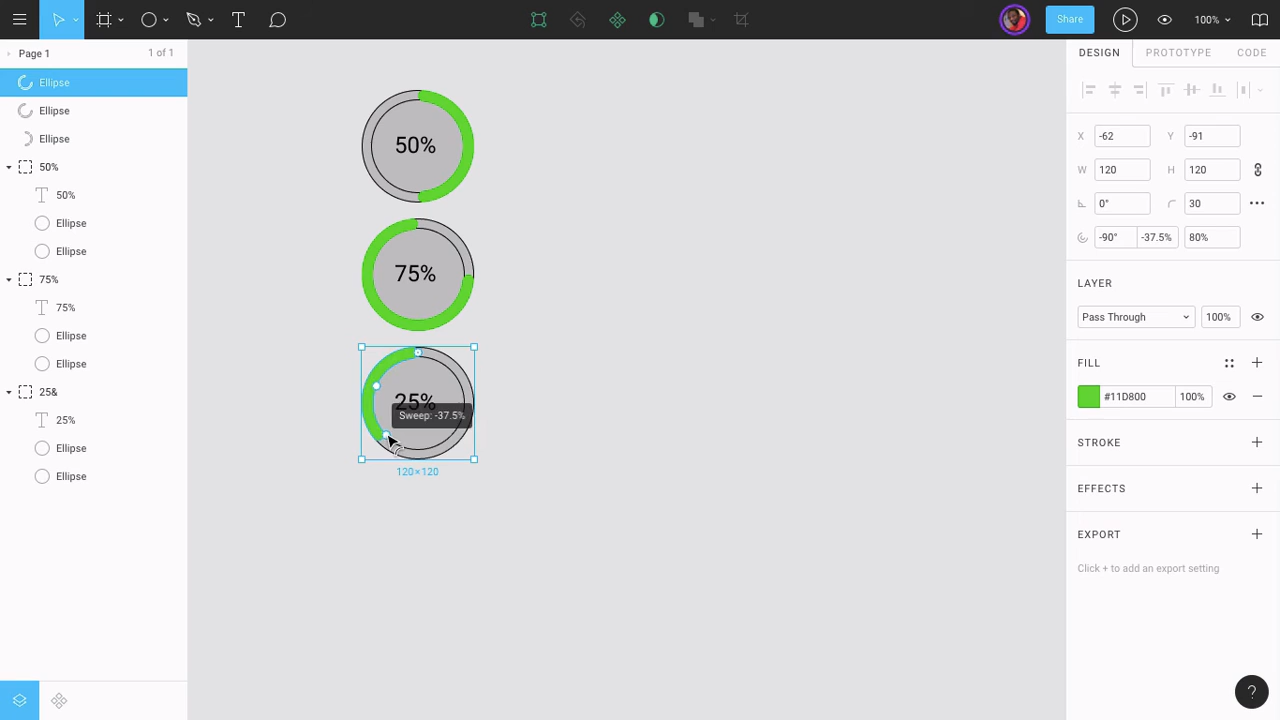 Share
100%
Page 1
1 of 1
DESIGN
PROTOTYPE
CODE
Ellipse
Ellipse
Ellipse
50%
50%
Ellipse
Ellipse
75%
75%
Ellipse
Ellipse
25&
25%
Ellipse
Ellipse
50%
75%
25%
Sweep: -37.5%
120×120
X -62 Y -91
W 120 H 120
0° 30
-90° -37.5% 80%
LAYER
Pass Through 100%
FILL
#11D800 100%
STROKE
EFFECTS
EXPORT
Click + to add an export setting
?